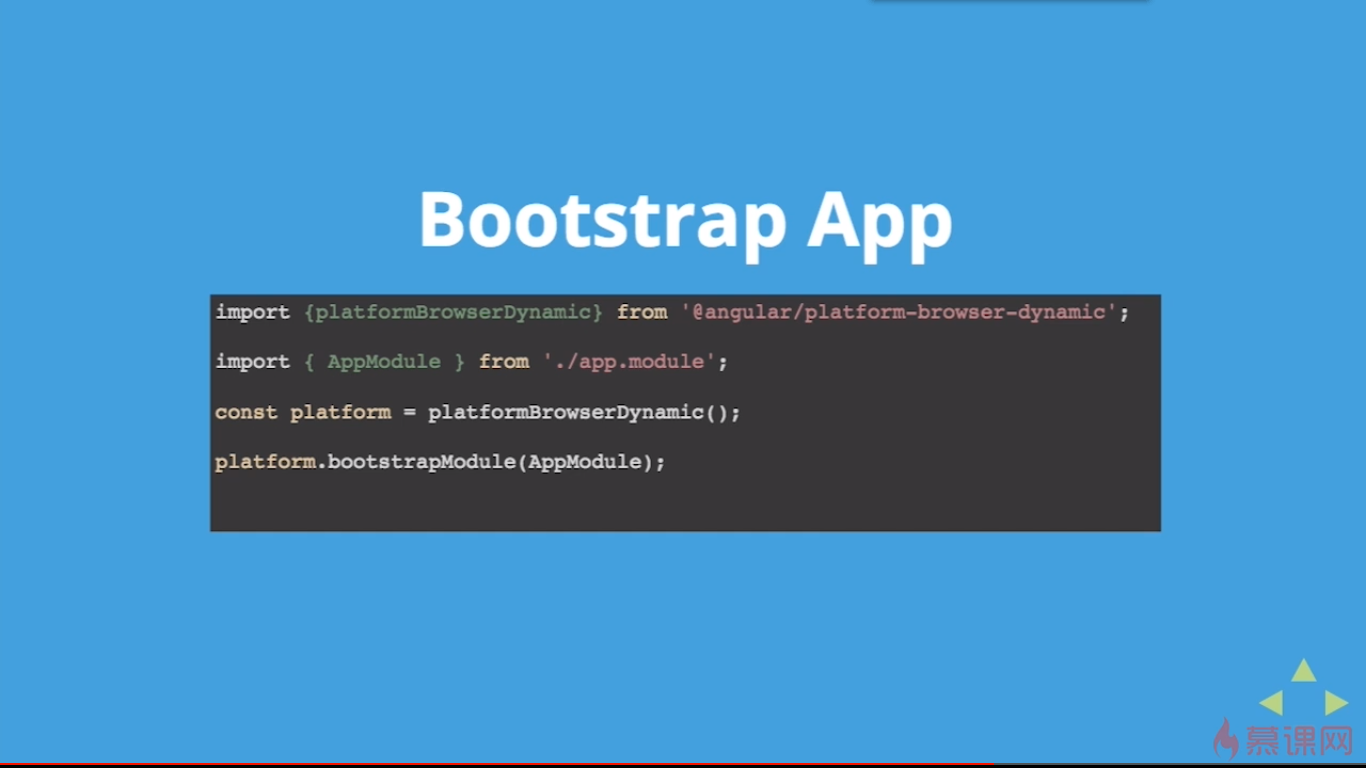 Bootstrap App
import {platformBrowserDynamic} from '@angular/platform-browser-dynamic';
import { AppModule } from './app.module';
const platform = platformBrowserDynamic();
platform.bootstrapModule(AppModule);
慕课网